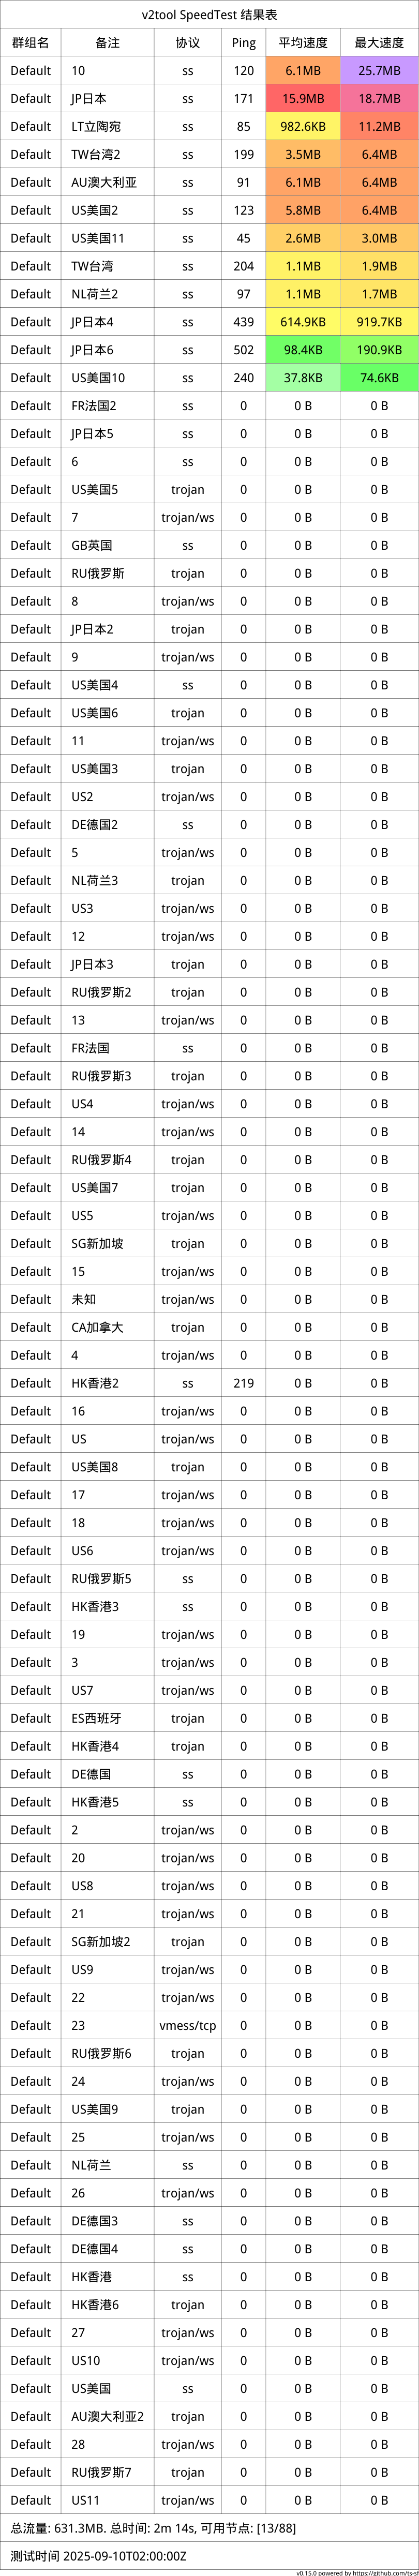 v2tool SpeedTest 结果表
群组名 备注 协议 Ping 平均速度 最大速度
Default 10 ss 120 6.1MB 25.7MB
Default JP日本 ss 171 15.9MB 18.7MB
Default LT立陶宛 ss 85 982.6KB 11.2MB
Default TW台湾2 ss 199 3.5MB 6.4MB
Default AU澳大利亚 ss 91 6.1MB 6.4MB
Default US美国2 ss 123 5.8MB 6.4MB
Default US美国11 ss 45 2.6MB 3.0MB
Default TW台湾 ss 204 1.1MB 1.9MB
Default NL荷兰2 ss 97 1.1MB 1.7MB
Default JP日本4 ss 439 614.9KB 919.7KB
Default JP日本6 ss 502 98.4KB 190.9KB
Default US美国10 ss 240 37.8KB 74.6KB
Default FR法国2 ss 0 0 B 0 B
Default JP日本5 ss 0 0 B 0 B
Default 6 ss 0 0 B 0 B
Default US美国5 trojan 0 0 B 0 B
Default 7 trojan/ws 0 0 B 0 B
Default GB英国 ss 0 0 B 0 B
Default RU俄罗斯 trojan 0 0 B 0 B
Default 8 trojan/ws 0 0 B 0 B
Default JP日本2 trojan 0 0 B 0 B
Default 9 trojan/ws 0 0 B 0 B
Default US美国4 ss 0 0 B 0 B
Default US美国6 trojan 0 0 B 0 B
Default 11 trojan/ws 0 0 B 0 B
Default US美国3 trojan 0 0 B 0 B
Default US2 trojan/ws 0 0 B 0 B
Default DE德国2 ss 0 0 B 0 B
Default 5 trojan/ws 0 0 B 0 B
Default NL荷兰3 trojan 0 0 B 0 B
Default US3 trojan/ws 0 0 B 0 B
Default 12 trojan/ws 0 0 B 0 B
Default JP日本3 trojan 0 0 B 0 B
Default RU俄罗斯2 trojan 0 0 B 0 B
Default 13 trojan/ws 0 0 B 0 B
Default FR法国 ss 0 0 B 0 B
Default RU俄罗斯3 trojan 0 0 B 0 B
Default US4 trojan/ws 0 0 B 0 B
Default 14 trojan/ws 0 0 B 0 B
Default RU俄罗斯4 trojan 0 0 B 0 B
Default US美国7 trojan 0 0 B 0 B
Default US5 trojan/ws 0 0 B 0 B
Default SG新加坡 trojan 0 0 B 0 B
Default 15 trojan/ws 0 0 B 0 B
Default 未知 trojan/ws 0 0 B 0 B
Default CA加拿大 trojan 0 0 B 0 B
Default 4 trojan/ws 0 0 B 0 B
Default HK香港2 ss 219 0 B 0 B
Default 16 trojan/ws 0 0 B 0 B
Default US trojan/ws 0 0 B 0 B
Default US美国8 trojan 0 0 B 0 B
Default 17 trojan/ws 0 0 B 0 B
Default 18 trojan/ws 0 0 B 0 B
Default US6 trojan/ws 0 0 B 0 B
Default RU俄罗斯5 ss 0 0 B 0 B
Default HK香港3 ss 0 0 B 0 B
Default 19 trojan/ws 0 0 B 0 B
Default 3 trojan/ws 0 0 B 0 B
Default US7 trojan/ws 0 0 B 0 B
Default ES西班牙 trojan 0 0 B 0 B
Default HK香港4 trojan 0 0 B 0 B
Default DE德国 ss 0 0 B 0 B
Default HK香港5 ss 0 0 B 0 B
Default 2 trojan/ws 0 0 B 0 B
Default 20 trojan/ws 0 0 B 0 B
Default US8 trojan/ws 0 0 B 0 B
Default 21 trojan/ws 0 0 B 0 B
Default SG新加坡2 trojan 0 0 B 0 B
Default US9 trojan/ws 0 0 B 0 B
Default 22 trojan/ws 0 0 B 0 B
Default 23 vmess/tcp 0 0 B 0 B
Default RU俄罗斯6 trojan 0 0 B 0 B
Default 24 trojan/ws 0 0 B 0 B
Default US美国9 trojan 0 0 B 0 B
Default 25 trojan/ws 0 0 B 0 B
Default NL荷兰 ss 0 0 B 0 B
Default 26 trojan/ws 0 0 B 0 B
Default DE德国3 ss 0 0 B 0 B
Default DE德国4 ss 0 0 B 0 B
Default HK香港 ss 0 0 B 0 B
Default HK香港6 trojan 0 0 B 0 B
Default 27 trojan/ws 0 0 B 0 B
Default US10 trojan/ws 0 0 B 0 B
Default US美国 ss 0 0 B 0 B
Default AU澳大利亚2 trojan 0 0 B 0 B
Default 28 trojan/ws 0 0 B 0 B
Default RU俄罗斯7 trojan 0 0 B 0 B
Default US11 trojan/ws 0 0 B 0 B
总流量: 631.3MB. 总时间: 2m 14s, 可用节点: [13/88]
测试时间 2025-09-10T02:00:00Z
v0.15.0 powered by https://github.com/ts-sf